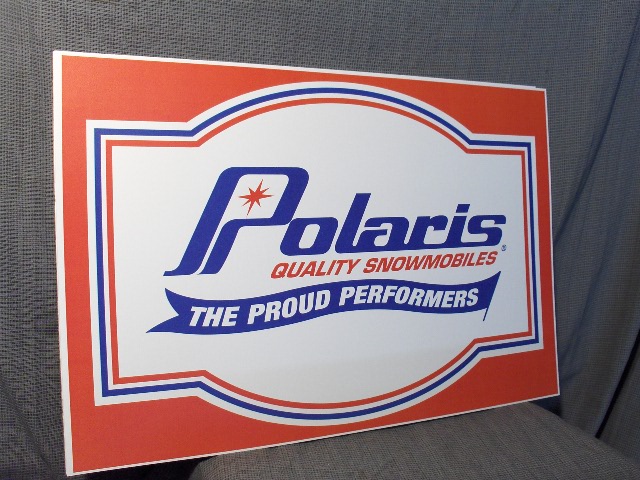 Polaris®
QUALITY SNOWMOBILES
THE PROUD PERFORMERS